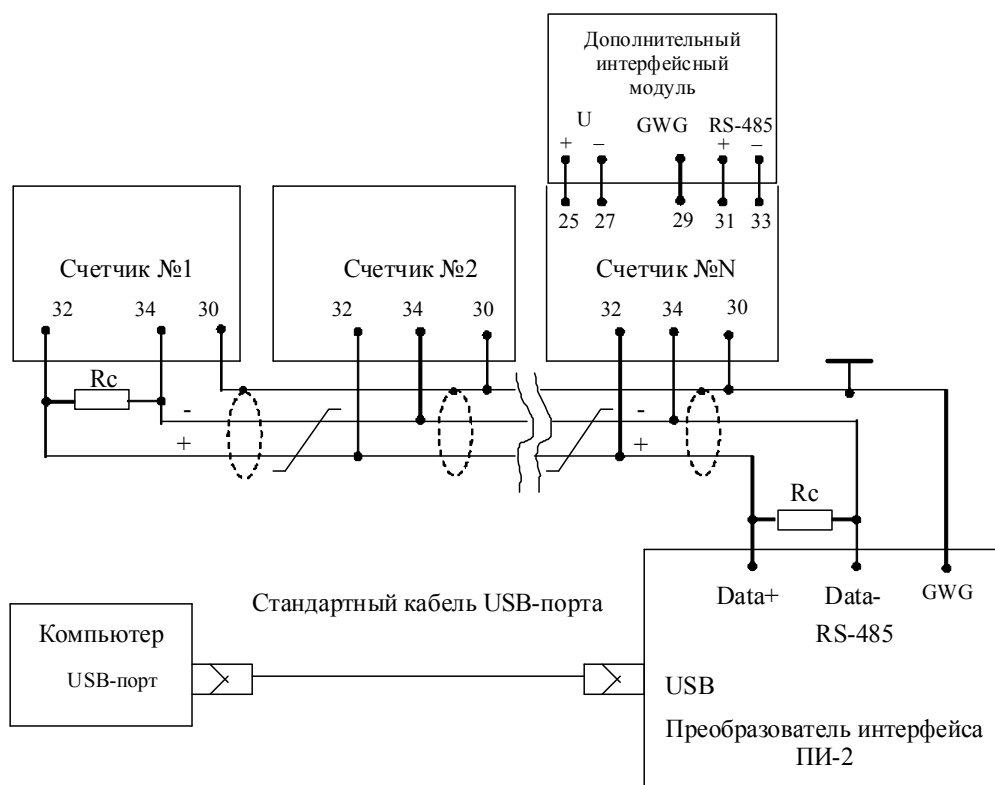 Дополнительный
интерфейсный
модуль
U GWG RS-485
+ – + –
25 27 29 31 33
Счетчик №1 Счетчик №2 Счетчик №N
32 34 30 32 34 30 32 34 30
Rc
- -
+ +
Rc
Data+ Data- GWG
RS-485
Стандартный кабель USB-порта
Компьютер
USB-порт
USB
Преобразователь интерфейса
ПИ-2